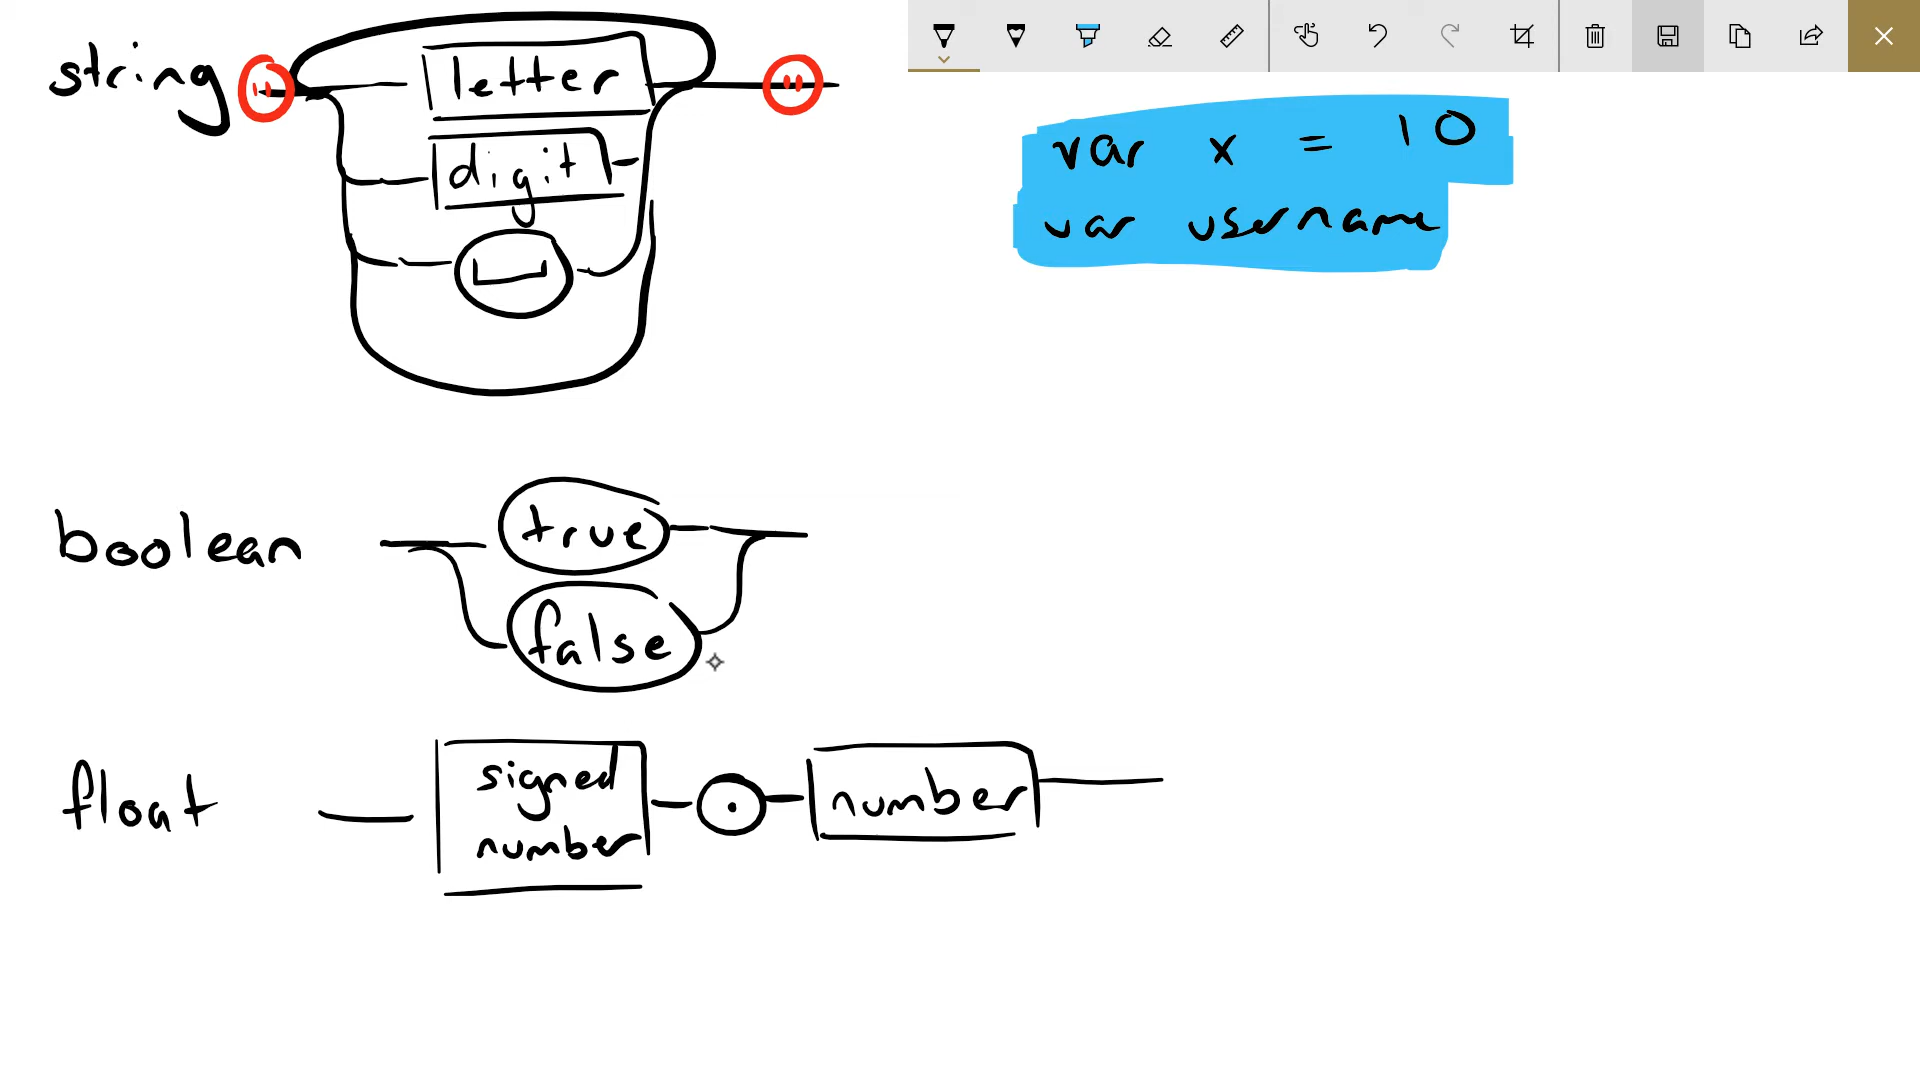 string " letter "
digit
var x = 10
var username
boolean true
false
float signed number . number